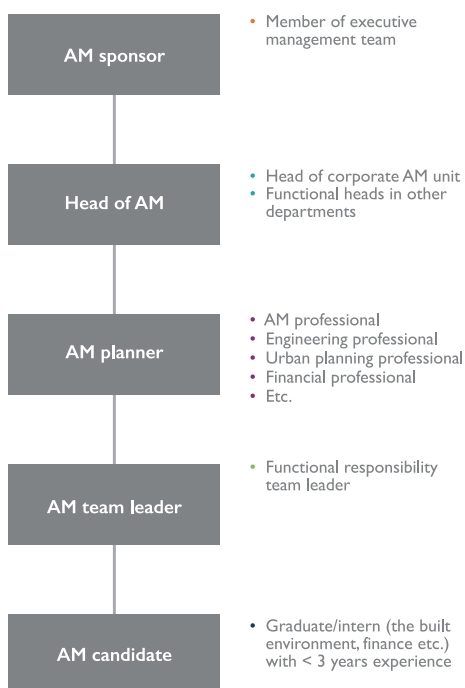 AM sponsor
• Member of executive
management team
Head of AM
• Head of corporate AM unit
• Functional heads in other
departments
AM planner
• AM professional
• Engineering professional
• Urban planning professional
• Financial professional
• Etc.
AM team leader
• Functional responsibility
team leader
AM candidate
• Graduate/intern (the built
environment, finance etc.)
with < 3 years experience